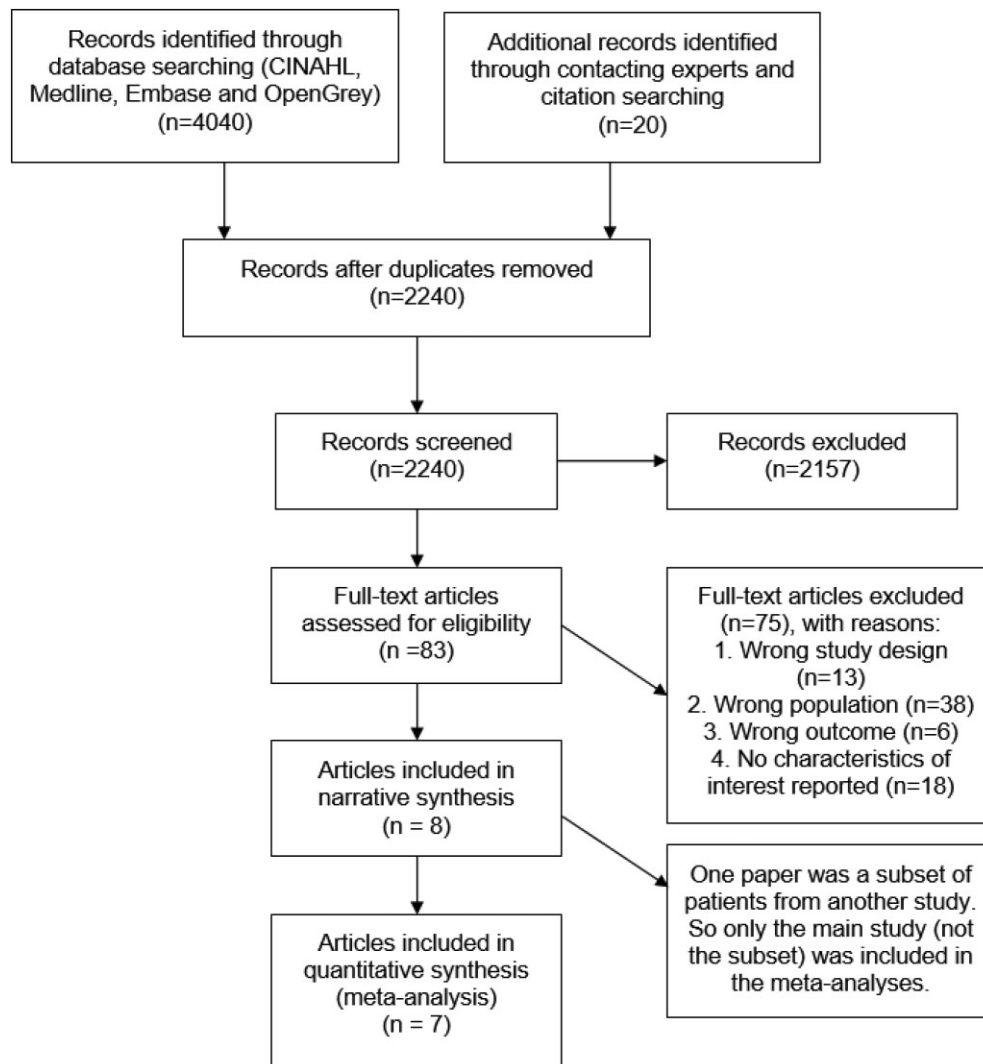 Records identified through
database searching (CINAHL,
Medline, Embase and OpenGrey)
(n=4040)
Additional records identified
through contacting experts and
citation searching
(n=20)
Records after duplicates removed
(n=2240)
Records screened
(n=2240)
Records excluded
(n=2157)
Full-text articles
assessed for eligibility
(n =83)
Full-text articles excluded
(n=75), with reasons:
1. Wrong study design
(n=13)
2. Wrong population (n=38)
3. Wrong outcome (n=6)
4. No characteristics of
interest reported (n=18)
Articles included in
narrative synthesis
(n = 8)
One paper was a subset of
patients from another study.
So only the main study (not
the subset) was included in
the meta-analyses.
Articles included in
quantitative synthesis
(meta-analysis)
(n = 7)